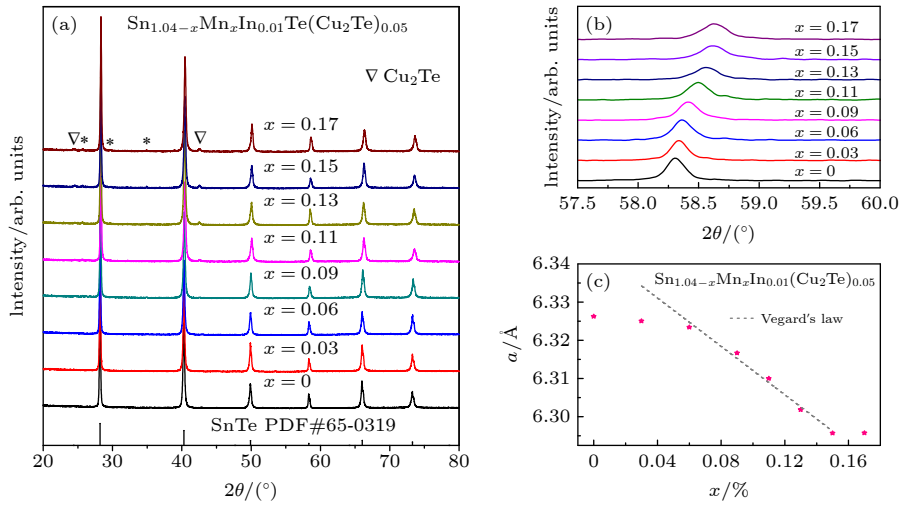 (a)
Sn₁.₀₄₋ₓMnₓIn₀.₀₁Te(Cu₂Te)₀.₀₅
∇ Cu₂Te
∇* * * ∇
x = 0.17
x = 0.15
x = 0.13
x = 0.11
x = 0.09
x = 0.06
x = 0.03
x = 0
SnTe PDF#65-0319
20 30 40 50 60 70 80
2θ/(°)
Intensity/arb. units
(b)
x = 0.17
x = 0.15
x = 0.13
x = 0.11
x = 0.09
x = 0.06
x = 0.03
x = 0
57.5 58.0 58.5 59.0 59.5 60.0
2θ/(°)
Intensity/arb. units
(c)
Sn₁.₀₄₋ₓMnₓIn₀.₀₁(Cu₂Te)₀.₀₅
Vegard's law
6.34
6.33
6.32
6.31
6.30
a/Å
0 0.04 0.08 0.12 0.16
x/%